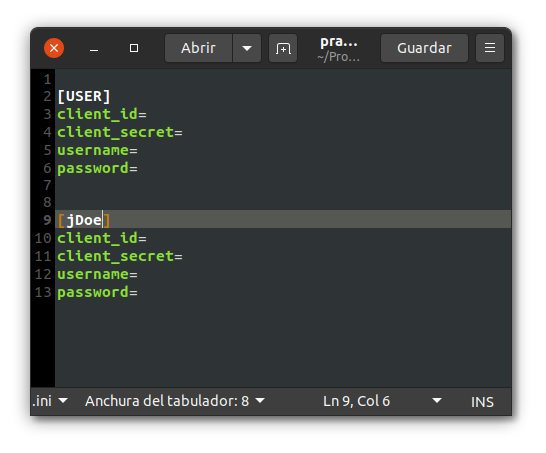 Abrir
pra...
~/Pro...
Guardar
1
2 [USER]
3 client_id=
4 client_secret=
5 username=
6 password=
7
8
9 [jDoe]
10 client_id=
11 client_secret=
12 username=
13 password=
.ini Anchura del tabulador: 8 Ln 9, Col 6 INS